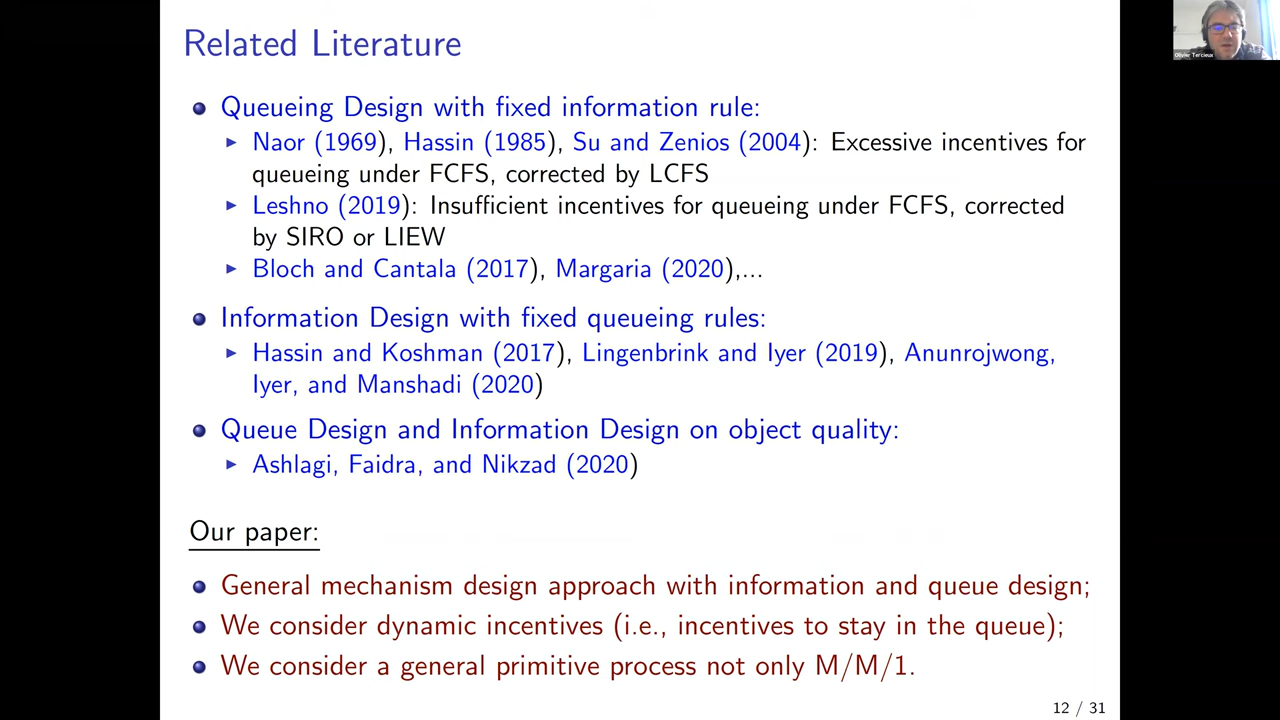 Related Literature
Queueing Design with fixed information rule:
Naor (1969), Hassin (1985), Su and Zenios (2004): Excessive incentives for
queueing under FCFS, corrected by LCFS
Leshno (2019): Insufficient incentives for queueing under FCFS, corrected
by SIRO or LIEW
Bloch and Cantala (2017), Margaria (2020),...
Information Design with fixed queueing rules:
Hassin and Koshman (2017), Lingenbrink and Iyer (2019), Anunrojwong,
Iyer, and Manshadi (2020)
Queue Design and Information Design on object quality:
Ashlagi, Faidra, and Nikzad (2020)
Our paper:
General mechanism design approach with information and queue design;
We consider dynamic incentives (i.e., incentives to stay in the queue);
We consider a general primitive process not only M/M/1.
12 / 31
Olivier Tercieux